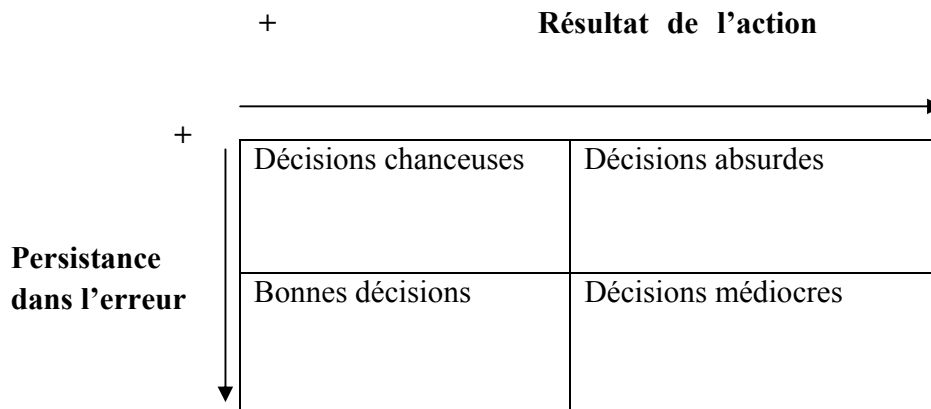 + Résultat de l’action
+
Décisions chanceuses Décisions absurdes
Persistance
dans l’erreur
Bonnes décisions Décisions médiocres